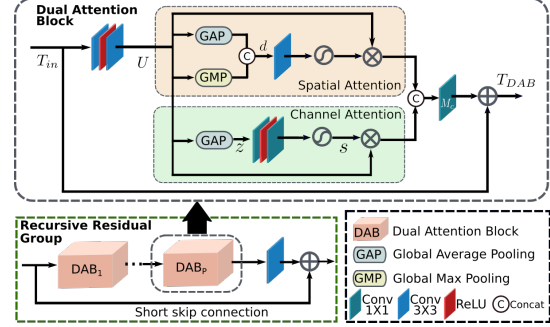 Dual Attention
Block
T_in
U
GAP
GMP
C
d
Spatial Attention
Channel Attention
GAP
z
s
C
M_c
T_DAB
Recursive Residual
Group
DAB_1
...
DAB_P
Short skip connection
DAB Dual Attention Block
GAP Global Average Pooling
GMP Global Max Pooling
Conv
1X1
Conv
3X3
ReLU
C Concat